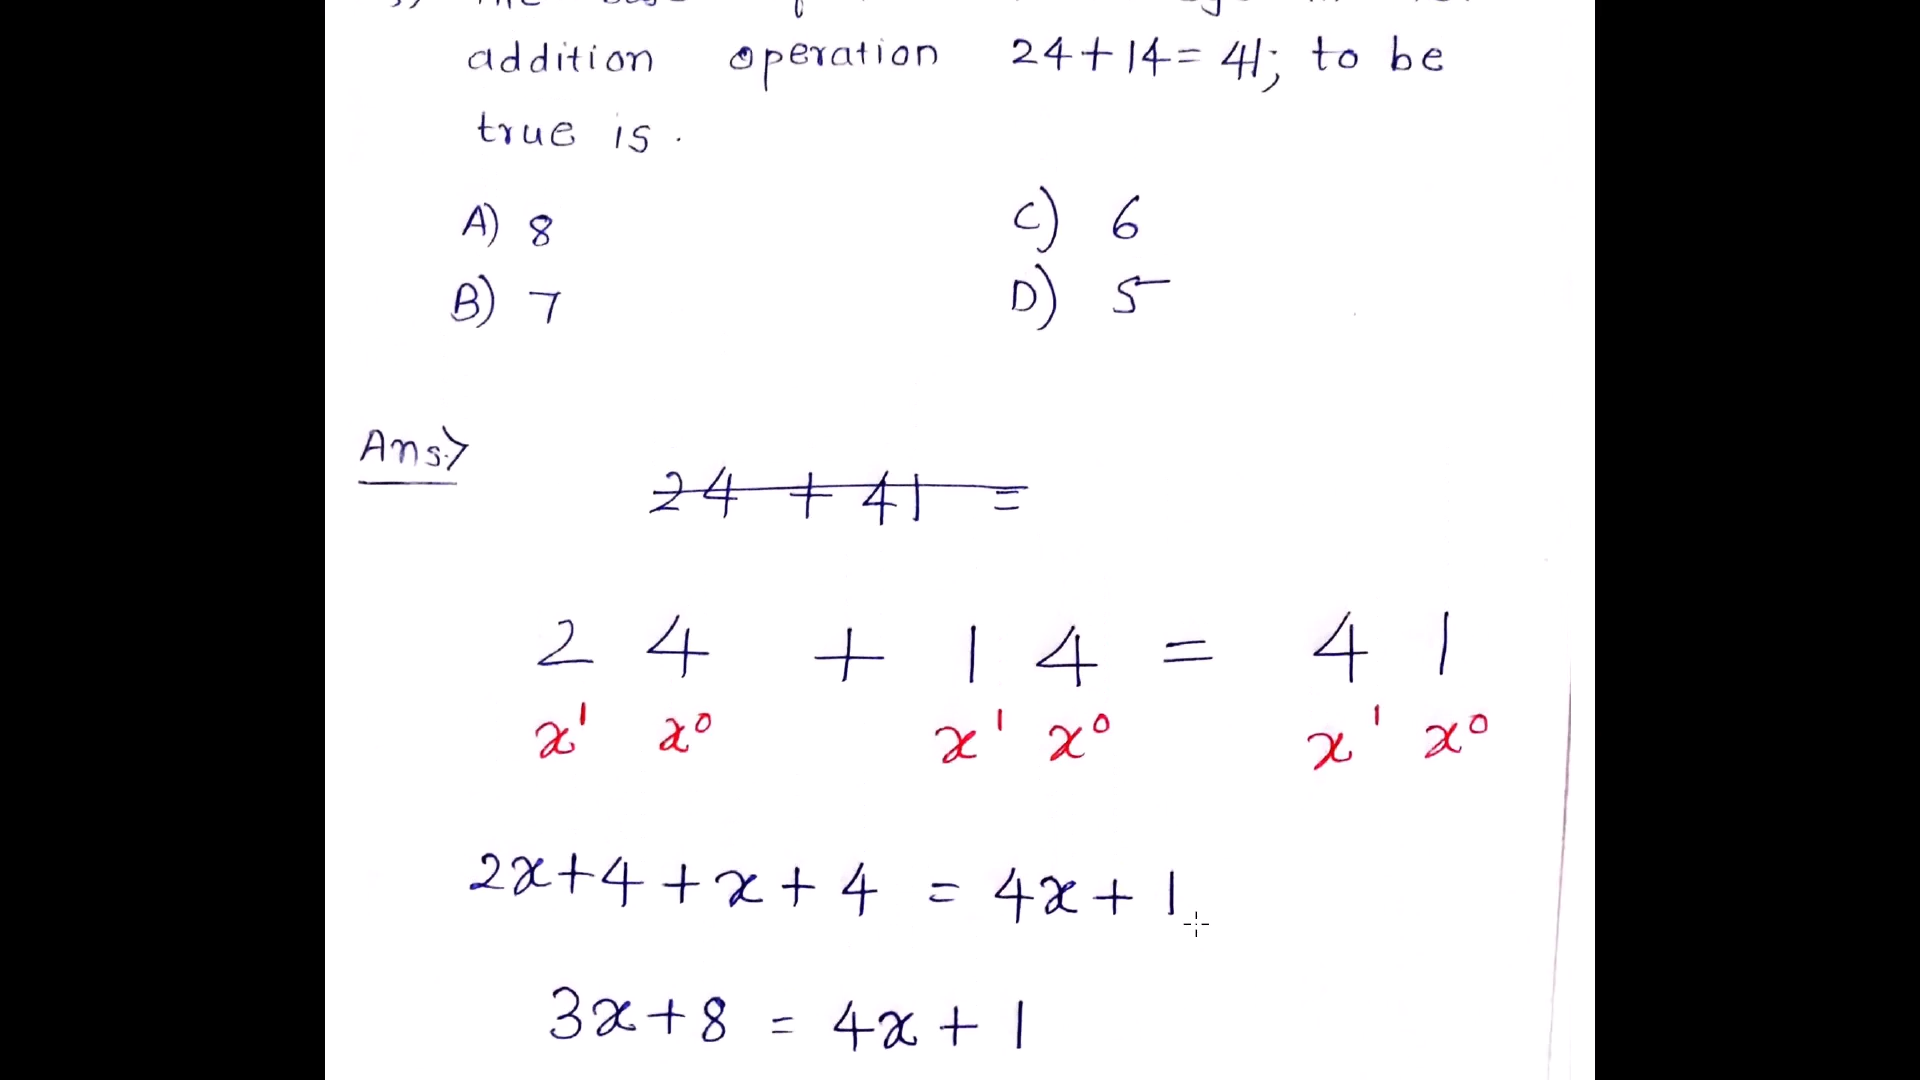 addition operation 24+14= 41; to be
true is.
A) 8
C) 6
B) 7
D) 5
Ans:>
24 + 41 =
2 4 + 1 4 = 4 1
x¹ x⁰ x¹ x⁰ x¹ x⁰
2x+4+x+4 = 4x+1
3x+8 = 4x+1